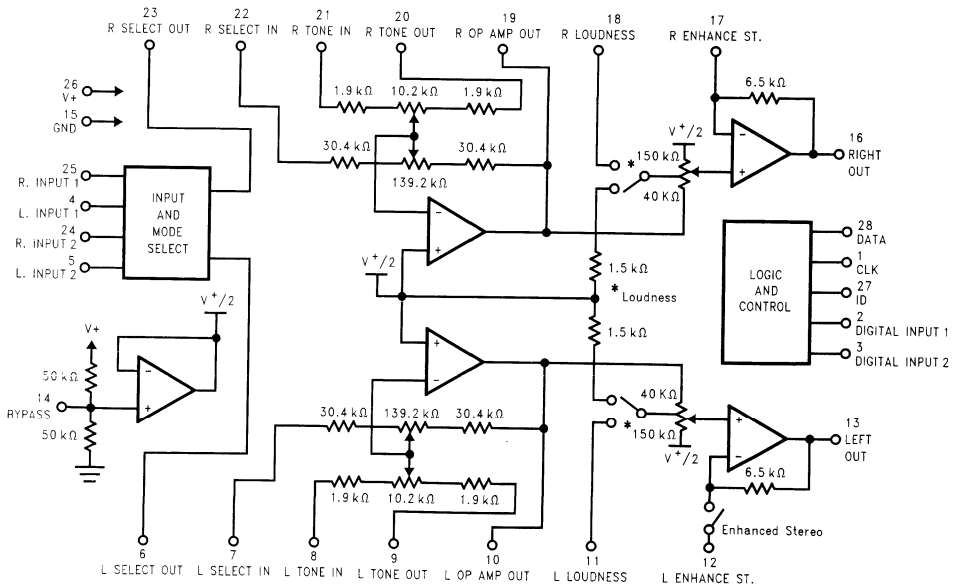 23
R SELECT OUT
22
R SELECT IN
21
R TONE IN
20
R TONE OUT
19
R OP AMP OUT
18
R LOUDNESS
17
R ENHANCE ST.
26
V+
15
GND
1.9 kΩ
10.2 kΩ
1.9 kΩ
6.5 kΩ
30.4 kΩ
139.2 kΩ
30.4 kΩ
V+/2
*
150 kΩ
40 KΩ
−
+
16
RIGHT
OUT
25
R. INPUT 1
4
L. INPUT 1
24
R. INPUT 2
5
L. INPUT 2
INPUT
AND
MODE
SELECT
−
+
V+/2
1.5 kΩ
* Loudness
1.5 kΩ
LOGIC
AND
CONTROL
28
DATA
1
CLK
27
ID
2
DIGITAL INPUT 1
3
DIGITAL INPUT 2
V+/2
V+
50 kΩ
14
BYPASS
50 kΩ
−
+
+
−
30.4 kΩ
139.2 kΩ
30.4 kΩ
1.9 kΩ
10.2 kΩ
1.9 kΩ
40 KΩ
*
150 kΩ
V+/2
+
−
13
LEFT
OUT
6.5 kΩ
Enhanced Stereo
6
L SELECT OUT
7
L SELECT IN
8
L TONE IN
9
L TONE OUT
10
L OP AMP OUT
11
L LOUDNESS
12
L ENHANCE ST.